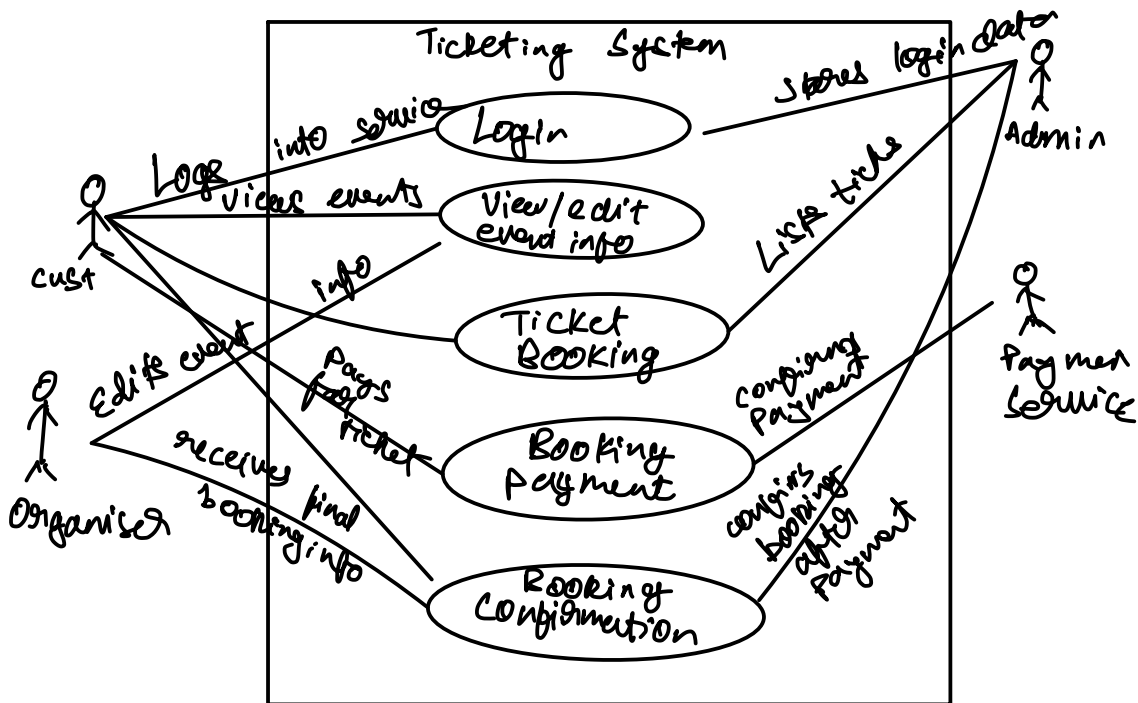 Ticketing System
Logs into service
Login
stores login data
Admin
views events
View/edit
event info
cust
Edits event info
Ticket
Booking
Lists ticks
Pays
for
ticket
Booking
payment
confirms
payment
Paymen
Service
Organiser
receives final
booking info
Booking
Confirmation
confirms
booking
after
payment